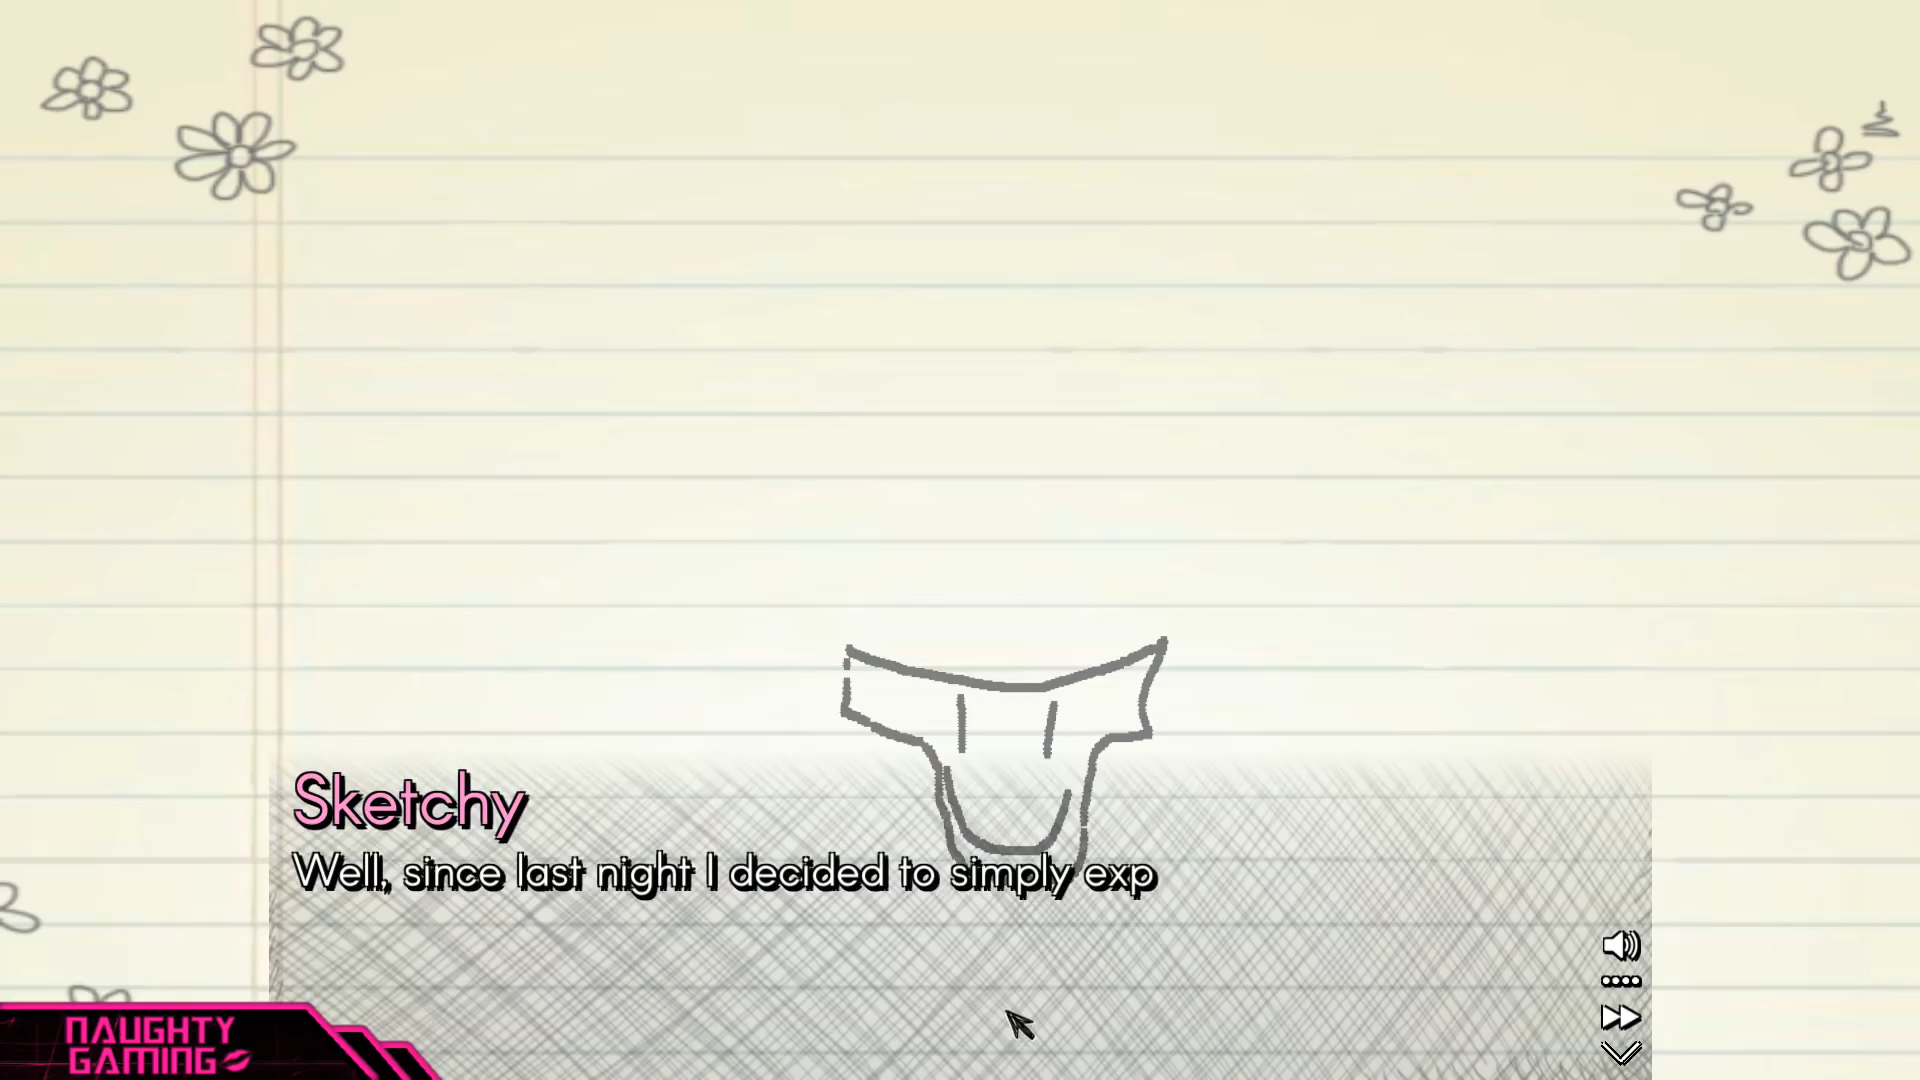 Sketchy
Well, since last night I decided to simply exp
NAUGHTY
GAMING